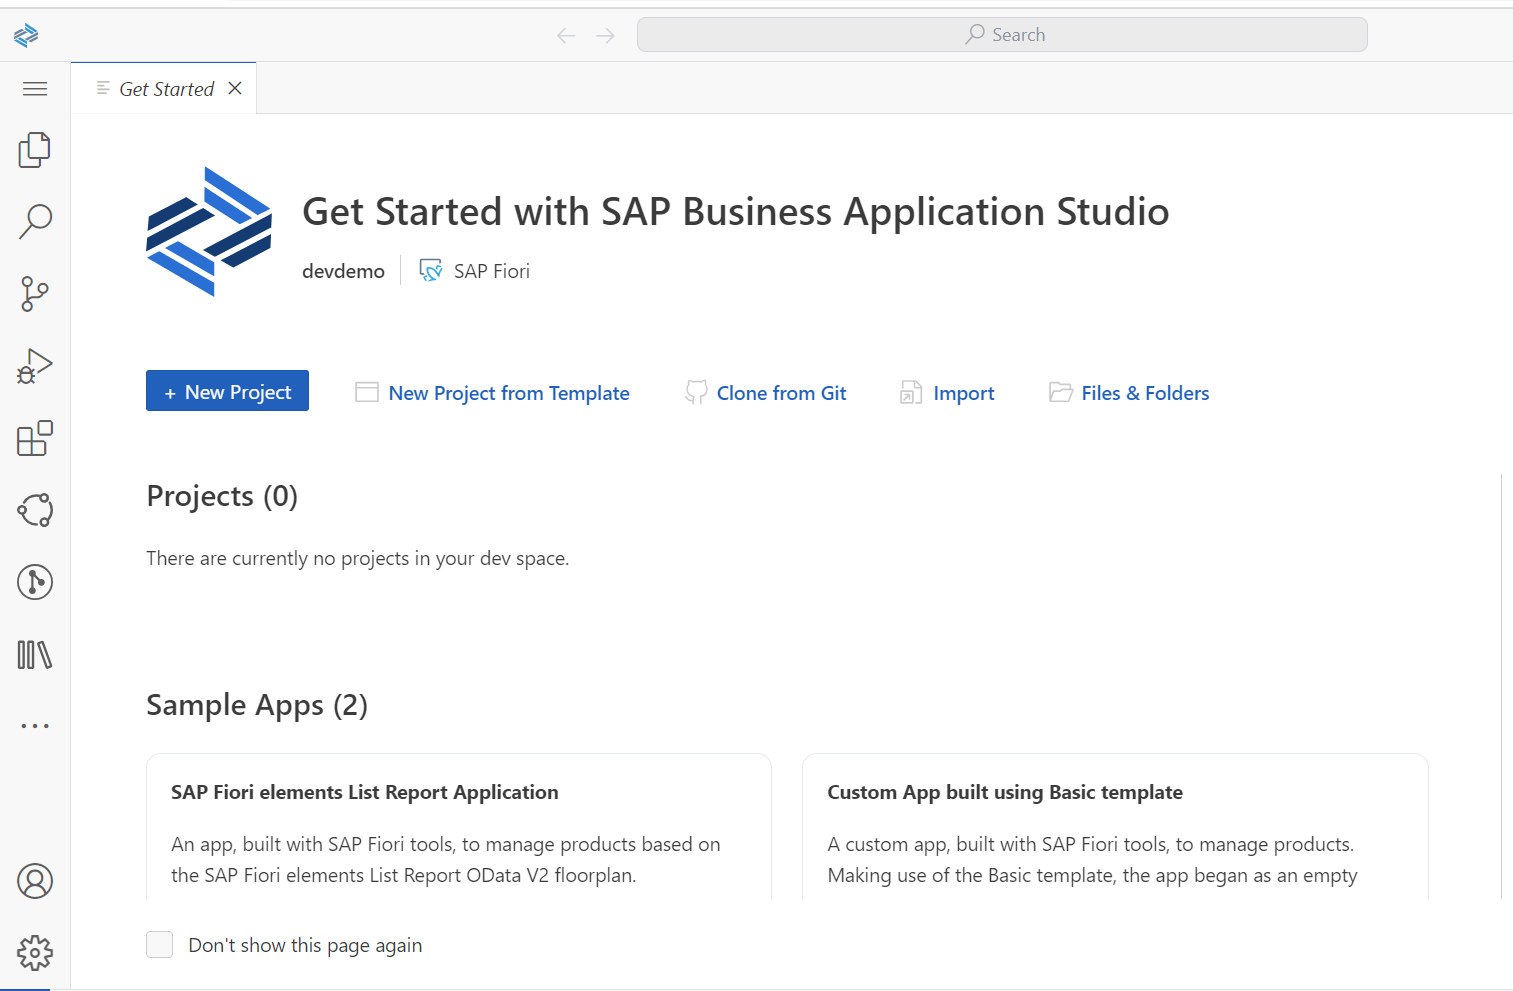 Search
Get Started
Get Started with SAP Business Application Studio
devdemo SAP Fiori
+ New Project New Project from Template Clone from Git Import Files & Folders
Projects (0)
There are currently no projects in your dev space.
Sample Apps (2)
SAP Fiori elements List Report Application
An app, built with SAP Fiori tools, to manage products based on
the SAP Fiori elements List Report OData V2 floorplan.
Custom App built using Basic template
A custom app, built with SAP Fiori tools, to manage products.
Making use of the Basic template, the app began as an empty
Don't show this page again